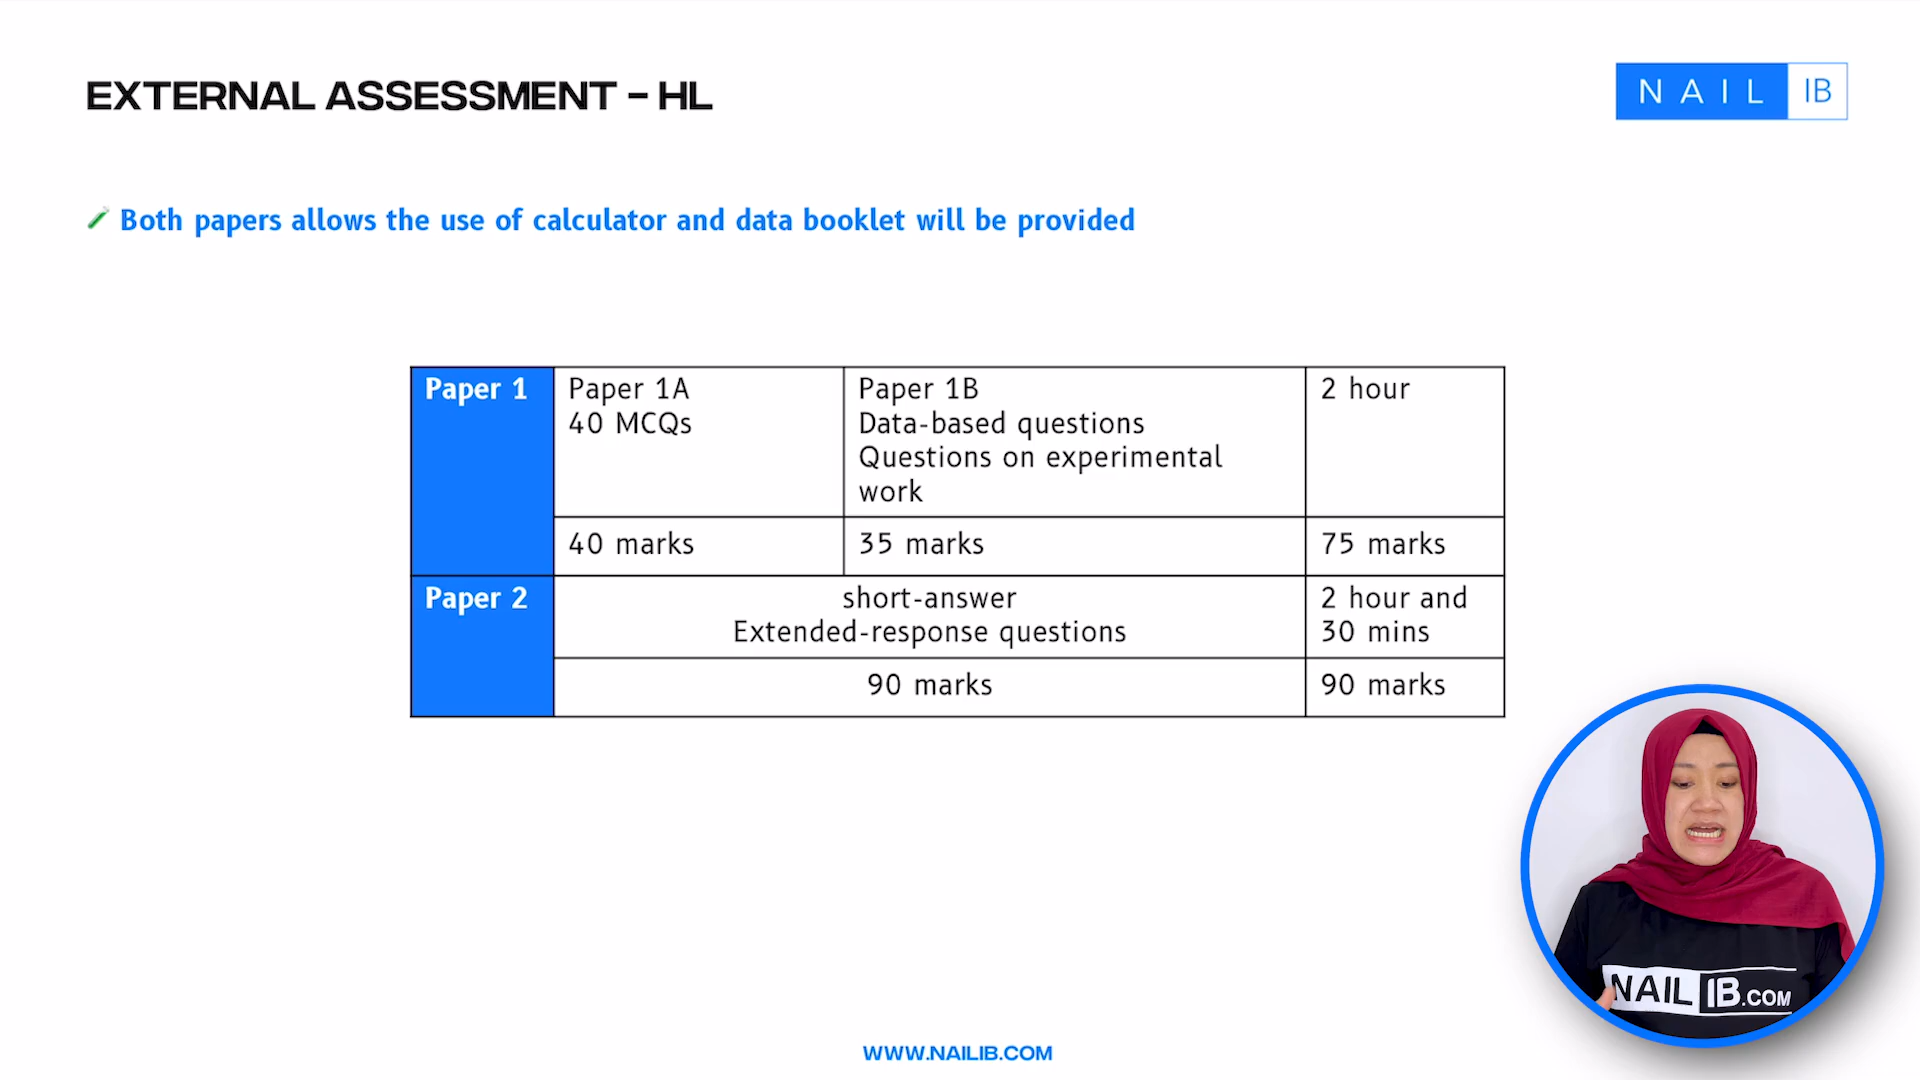 EXTERNAL ASSESSMENT – HL
NAIL IB
Both papers allows the use of calculator and data booklet will be provided
Paper 1
Paper 1A
40 MCQs
Paper 1B
Data-based questions
Questions on experimental
work
2 hour
40 marks
35 marks
75 marks
Paper 2
short-answer
Extended-response questions
2 hour and
30 mins
90 marks
90 marks
NAIL IB.COM
WWW.NAILIB.COM